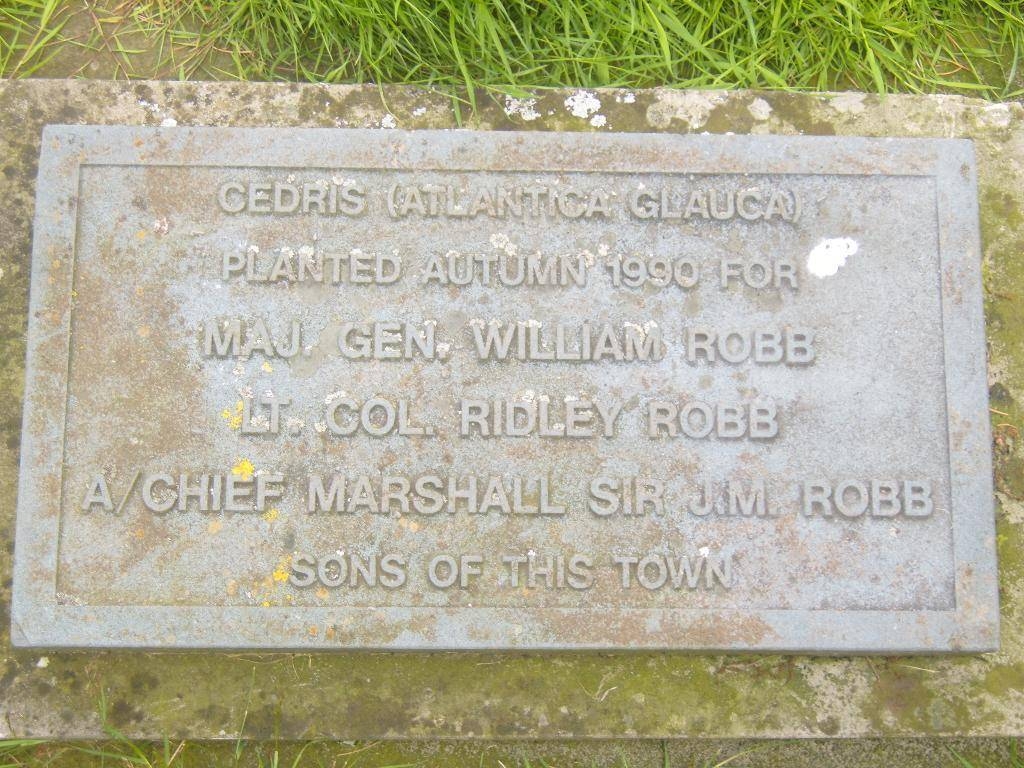 CEDRIS (ATLANTICA GLAUCA)
PLANTED AUTUMN 1990 FOR
MAJ. GEN. WILLIAM ROBB
LT. COL. RIDLEY ROBB
A/CHIEF MARSHALL SIR J.M. ROBB
SONS OF THIS TOWN